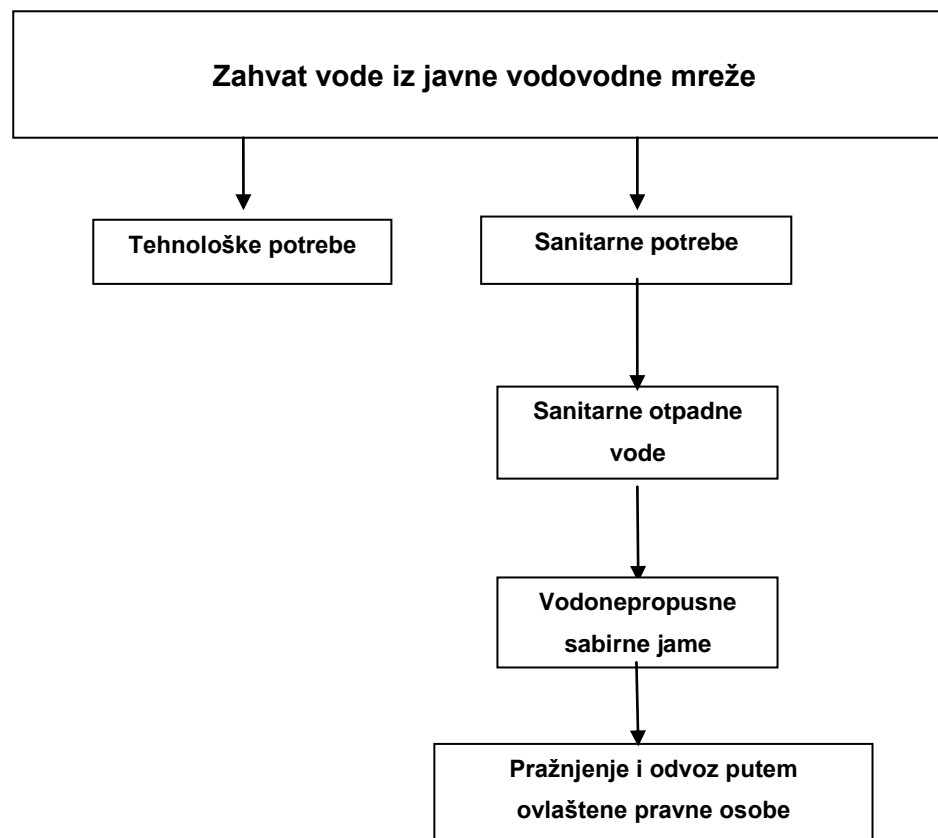 Zahvat vode iz javne vodovodne mreže
Tehnološke potrebe
Sanitarne potrebe
Sanitarne otpadne
vode
Vodonepropusne
sabirne jame
Pražnjenje i odvoz putem
ovlaštene pravne osobe